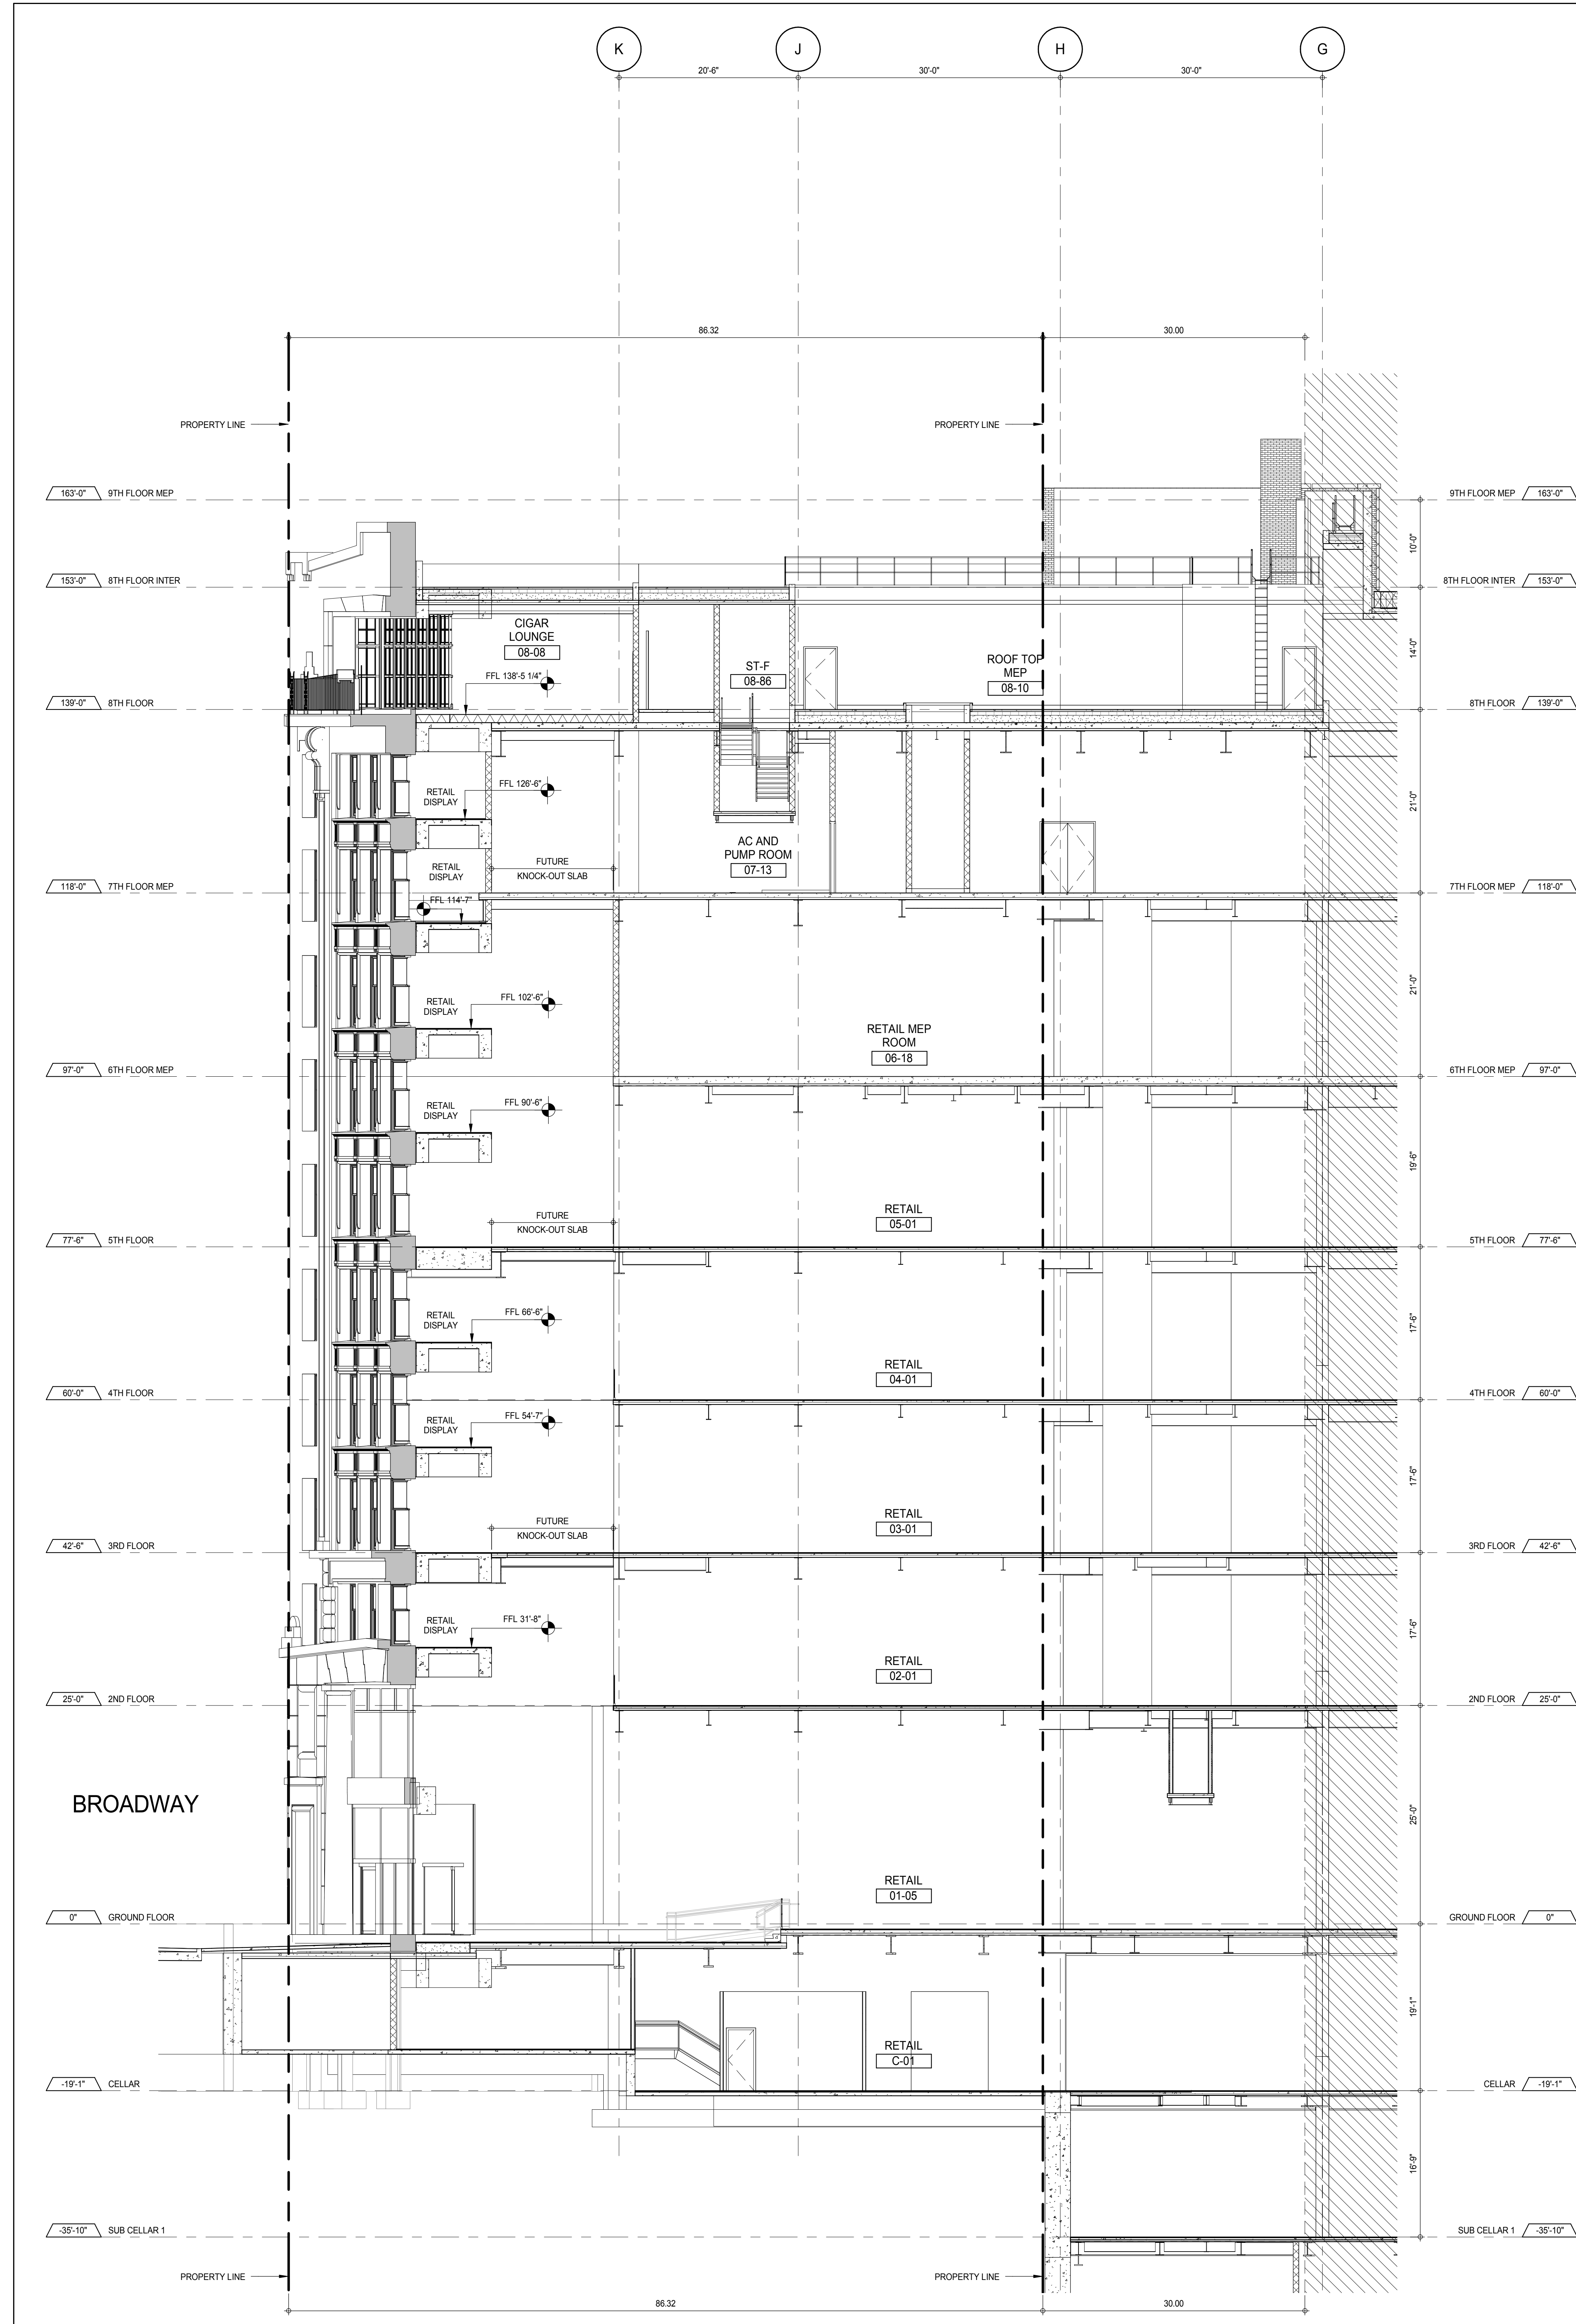 K
J
H
G
20'-6"
30'-0"
30'-0"
86.32
30.00
PROPERTY LINE
PROPERTY LINE
163'-0" 9TH FLOOR MEP
9TH FLOOR MEP 163'-0"
10'-0"
153'-0" 8TH FLOOR INTER
8TH FLOOR INTER 153'-0"
CIGAR
LOUNGE
08-08
ST-F
08-86
ROOF TOP
MEP
08-10
14'-0"
FFL 138'-5 1/4"
139'-0" 8TH FLOOR
8TH FLOOR 139'-0"
RETAIL
DISPLAY
FFL 126'-6"
21'-0"
AC AND
PUMP ROOM
07-13
RETAIL
DISPLAY
FUTURE
KNOCK-OUT SLAB
118'-0" 7TH FLOOR MEP
7TH FLOOR MEP 118'-0"
FFL 114'-7"
RETAIL
DISPLAY
FFL 102'-6"
21'-0"
RETAIL MEP
ROOM
06-18
97'-0" 6TH FLOOR MEP
6TH FLOOR MEP 97'-0"
RETAIL
DISPLAY
FFL 90'-6"
19'-6"
FUTURE
KNOCK-OUT SLAB
RETAIL
05-01
77'-6" 5TH FLOOR
5TH FLOOR 77'-6"
RETAIL
DISPLAY
FFL 66'-6"
17'-6"
RETAIL
04-01
60'-0" 4TH FLOOR
4TH FLOOR 60'-0"
RETAIL
DISPLAY
FFL 54'-7"
17'-6"
FUTURE
KNOCK-OUT SLAB
RETAIL
03-01
42'-6" 3RD FLOOR
3RD FLOOR 42'-6"
RETAIL
DISPLAY
FFL 31'-8"
17'-6"
RETAIL
02-01
25'-0" 2ND FLOOR
2ND FLOOR 25'-0"
BROADWAY
25'-0"
RETAIL
01-05
0" GROUND FLOOR
GROUND FLOOR 0"
19'-1"
RETAIL
C-01
-19'-1" CELLAR
CELLAR -19'-1"
16'-9"
-35'-10" SUB CELLAR 1
SUB CELLAR 1 -35'-10"
PROPERTY LINE
PROPERTY LINE
86.32
30.00